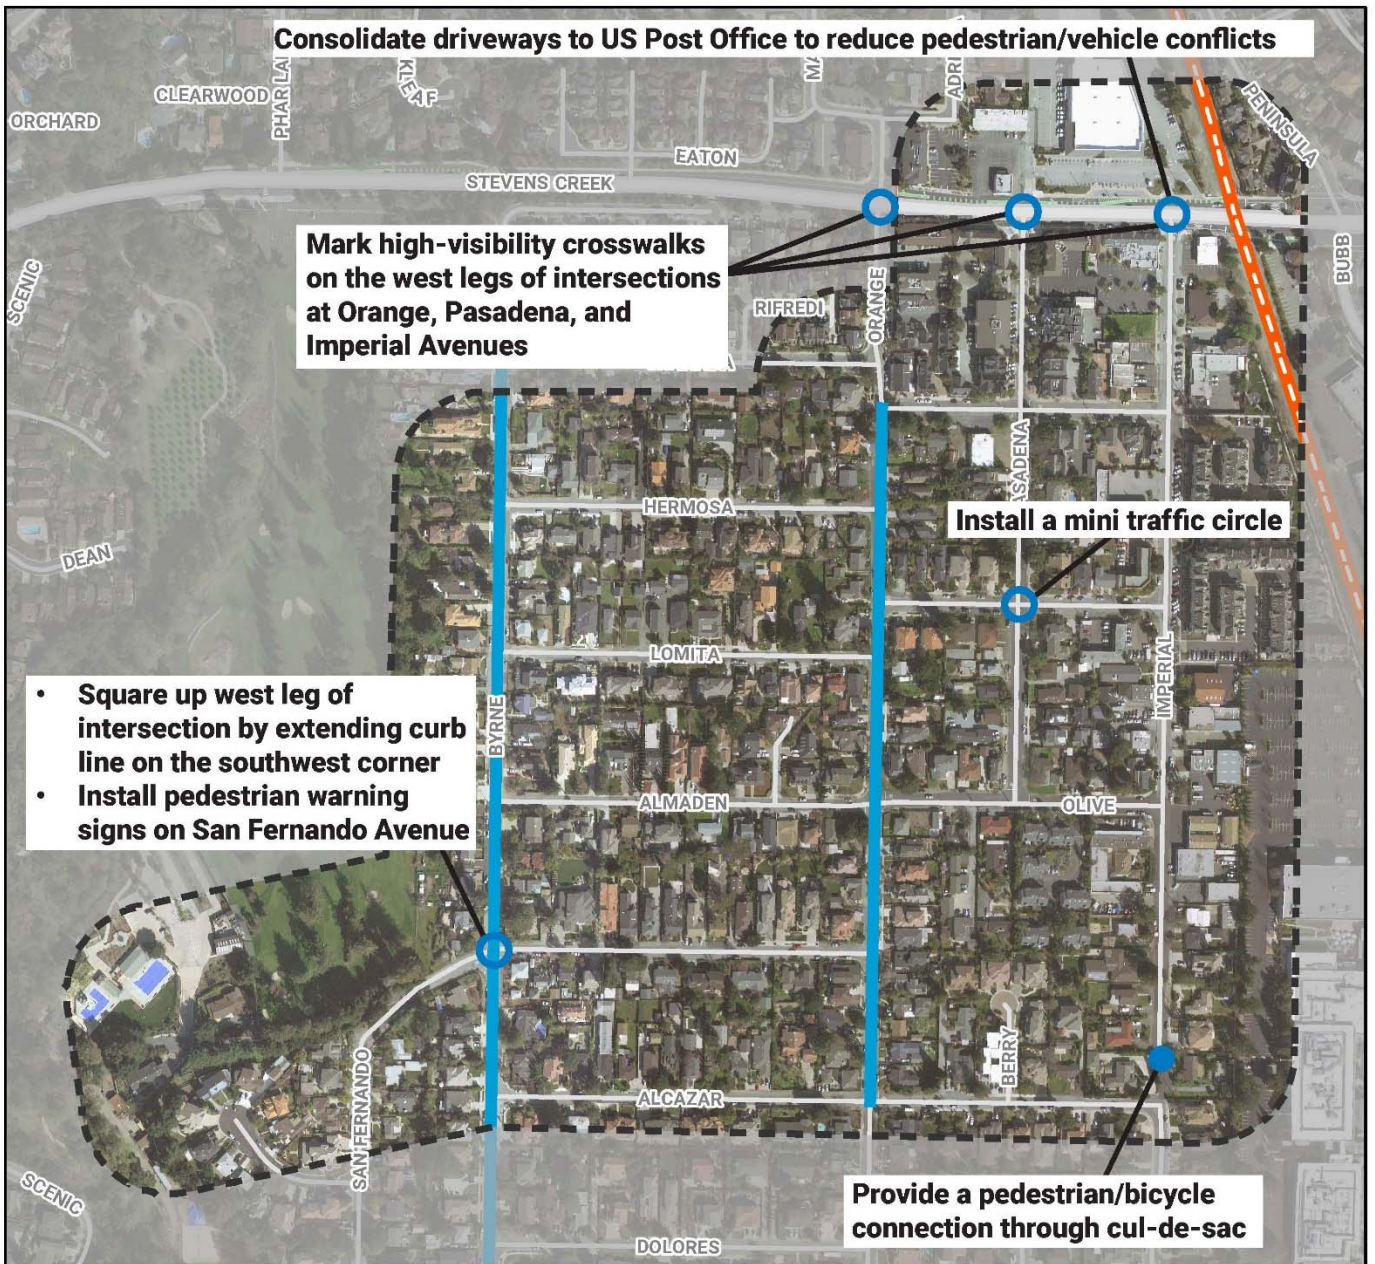 Consolidate driveways to US Post Office to reduce pedestrian/vehicle conflicts
CLEARWOOD
ORCHARD
PHAR LA
KLEAF
MA
ADRI
PENINSULA
EATON
STEVENS CREEK
Mark high-visibility crosswalks
on the west legs of intersections
at Orange, Pasadena, and
Imperial Avenues
SCENIC
RIFREDI
ORANGE
BUBB
HERMOSA
ASADENA
Install a mini traffic circle
DEAN
LOMITA
IMPERIAL
• Square up west leg of
intersection by extending curb
line on the southwest corner
• Install pedestrian warning
signs on San Fernando Avenue
BYRNE
ALMADEN
OLIVE
SAN FERNANDO
BERRY
ALCAZAR
SCENIC
Provide a pedestrian/bicycle
connection through cul-de-sac
DOLORES